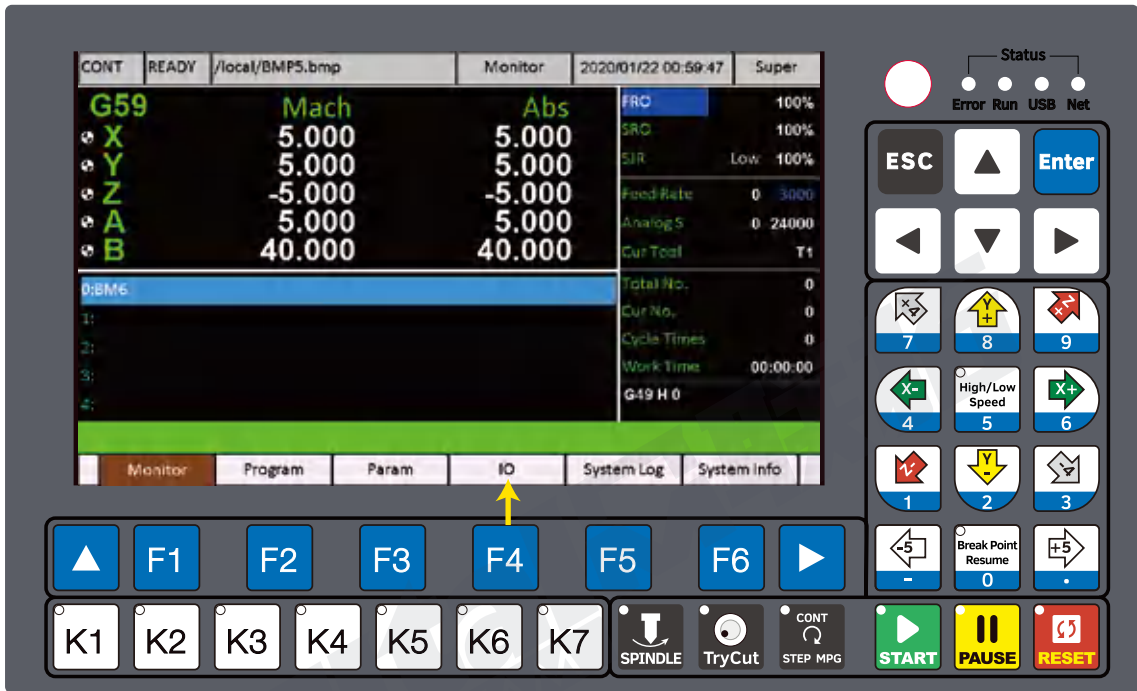 CONT READY /local/BMP5.bmp Monitor 2020/01/22 00:59:47 Super
G59 Mach Abs
X 5.000 5.000
Y 5.000 5.000
Z -5.000 -5.000
A 5.000 5.000
B 40.000 40.000
FRO 100%
SRO 100%
SJR Low 100%
Feed Rate 0 3000
Analog S 0 24000
Cur Tool T1
Total No. 0
Cur No. 0
Cycle Times 0
Work Time 00:00:00
G49 H 0
0:BM6
1:
2:
3:
4:
Monitor Program Param IO System Log System Info
F1 F2 F3 F4 F5 F6
K1 K2 K3 K4 K5 K6 K7
SPINDLE TryCut CONT
STEP MPG
START PAUSE RESET
Status
Error Run USB Net
ESC Enter
X 4 Y + X Z
7 8 9
X- High/Low X+
Speed
4 5 6
Z- Y - -4
1 2 3
-5 Break Point +5
Resume
- 0 .